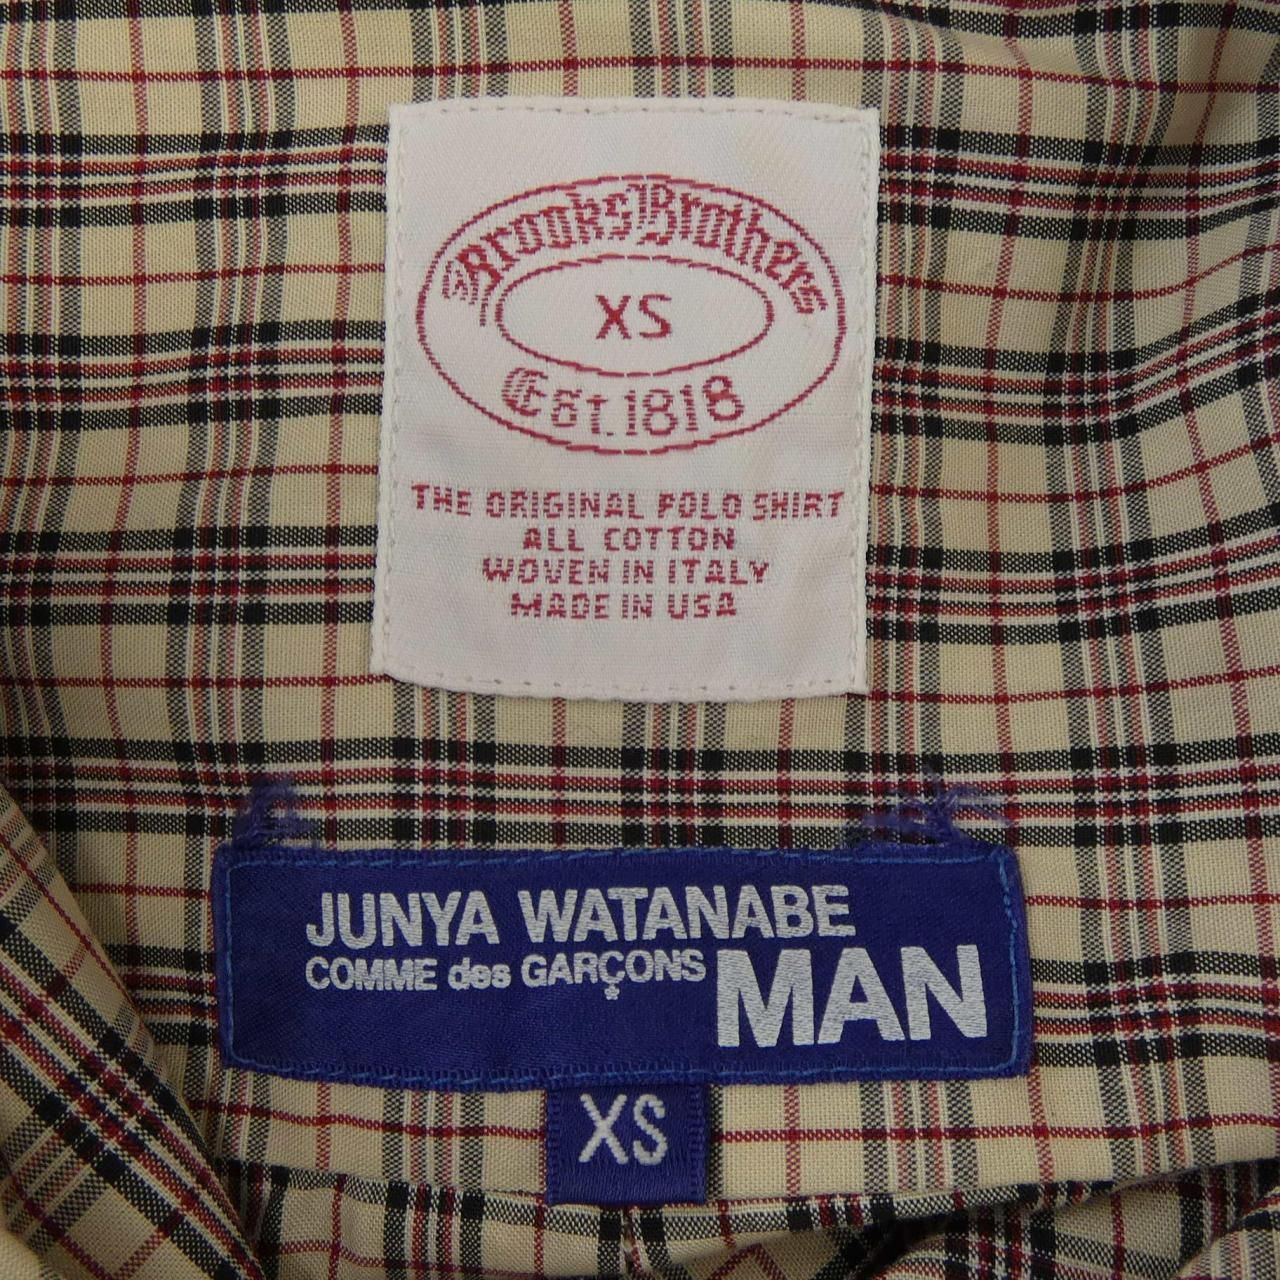 Brooks Brothers
XS
Est. 1818
THE ORIGINAL POLO SHIRT
ALL COTTON
WOVEN IN ITALY
MADE IN USA
JUNYA WATANABE
COMME des GARÇONS MAN
XS